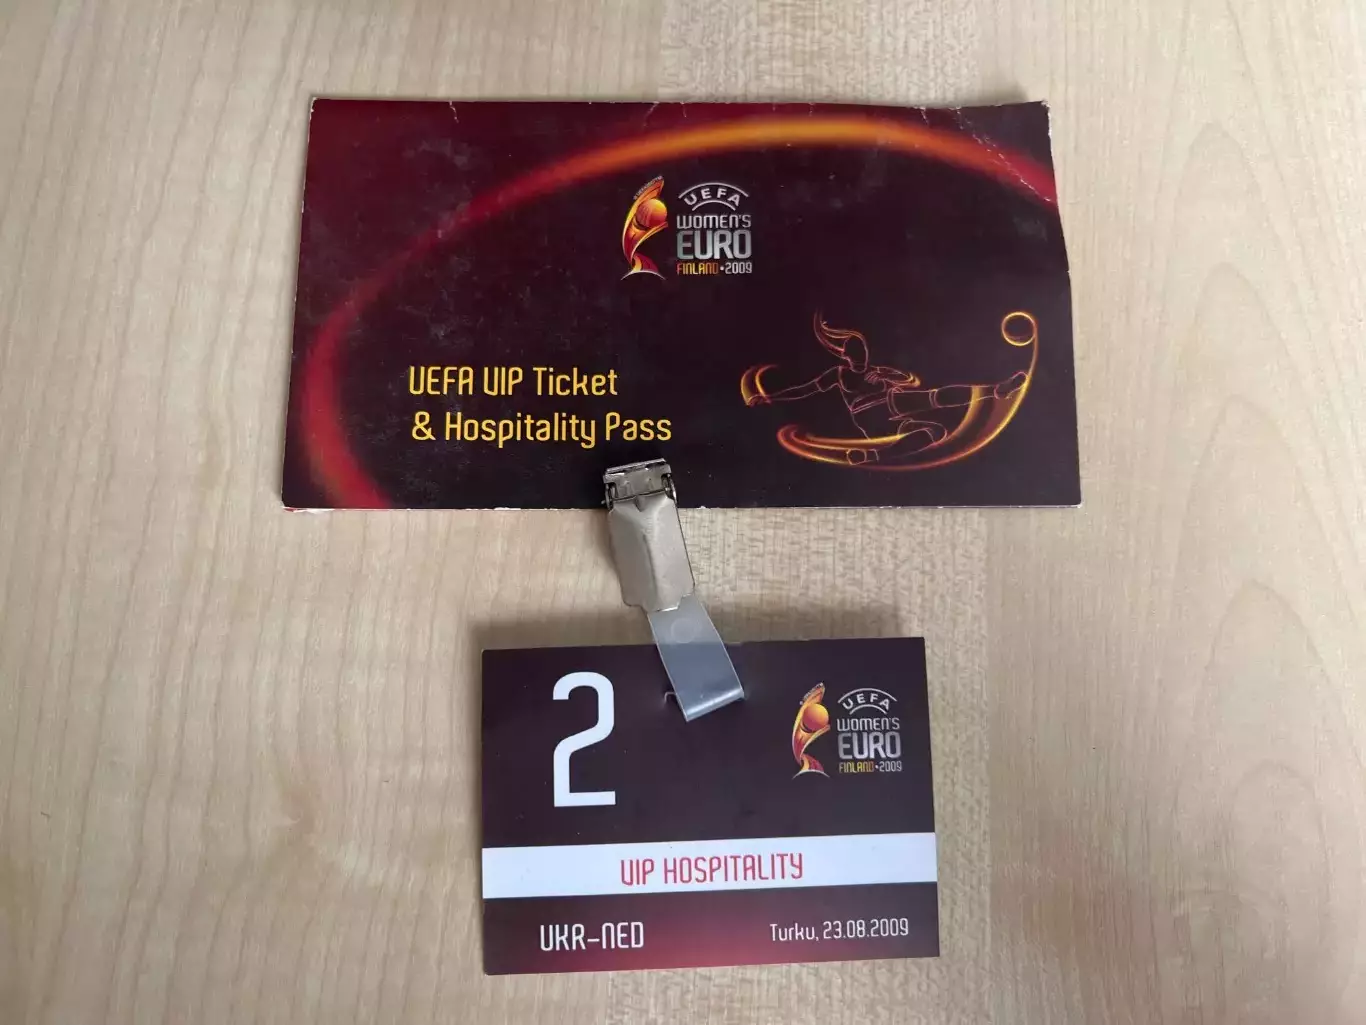 UEFA
WOMEN'S
EURO
FINLAND•2009
UEFA VIP Ticket
& Hospitality Pass
2
UEFA
WOMEN'S
EURO
FINLAND•2009
VIP HOSPITALITY
UKR-NED
Turku, 23.08.2009